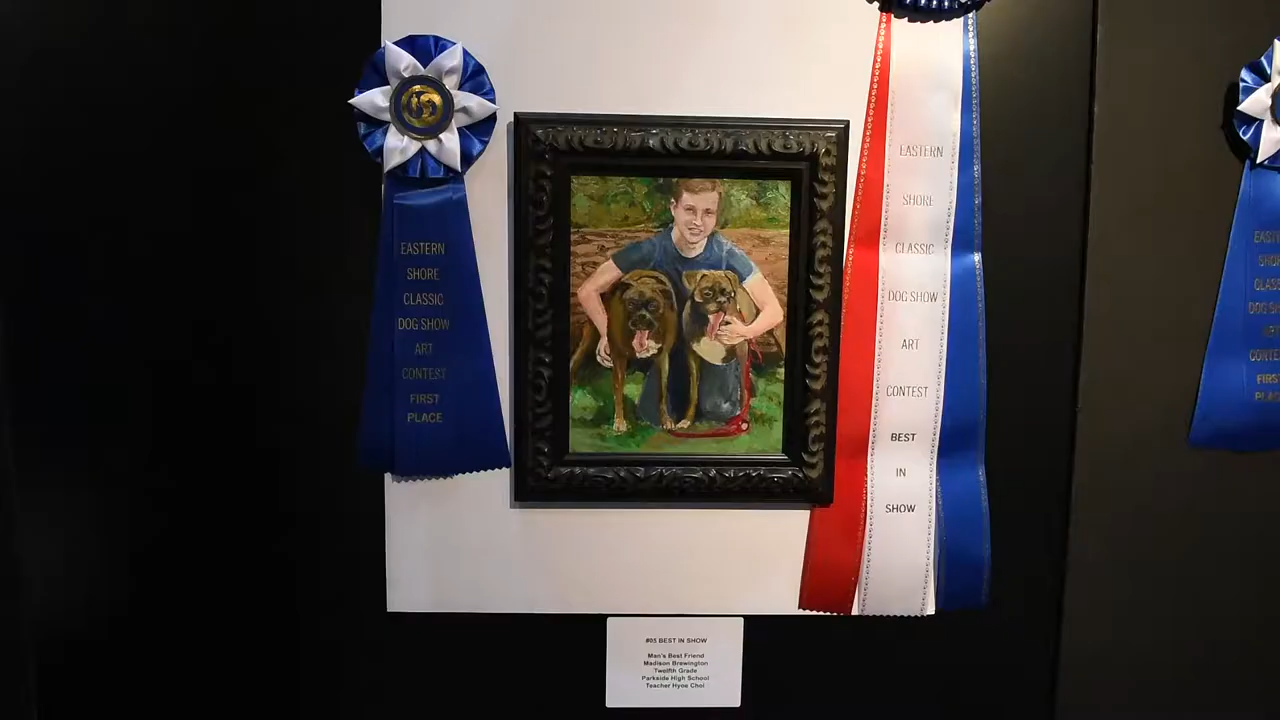 EASTERN
SHORE
CLASSIC
DOG SHOW
ART
CONTEST
FIRST
PLACE
EASTERN
SHORE
CLASSIC
DOG SHOW
ART
CONTEST
BEST
IN
SHOW
#05 BEST IN SHOW
Man's Best Friend
Madison Brewington
Twelfth Grade
Parkside High School
Teacher Hyoe Choi